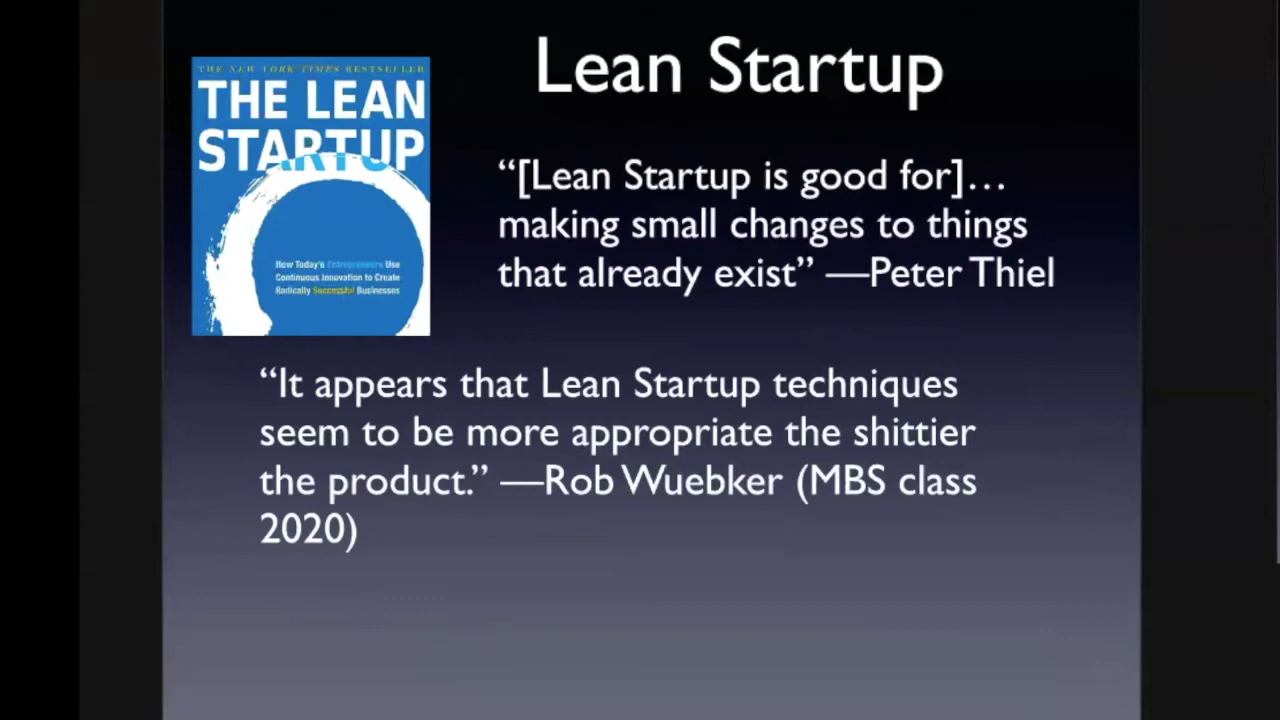 Lean Startup
THE NEW YORK TIMES BESTSELLER
THE LEAN
STARTUP
How Today's Entrepreneurs Use
Continuous Innovation to Create
Radically Successful Businesses
“[Lean Startup is good for]…
making small changes to things
that already exist” —Peter Thiel
“It appears that Lean Startup techniques
seem to be more appropriate the shittier
the product.” —Rob Wuebker (MBS class
2020)